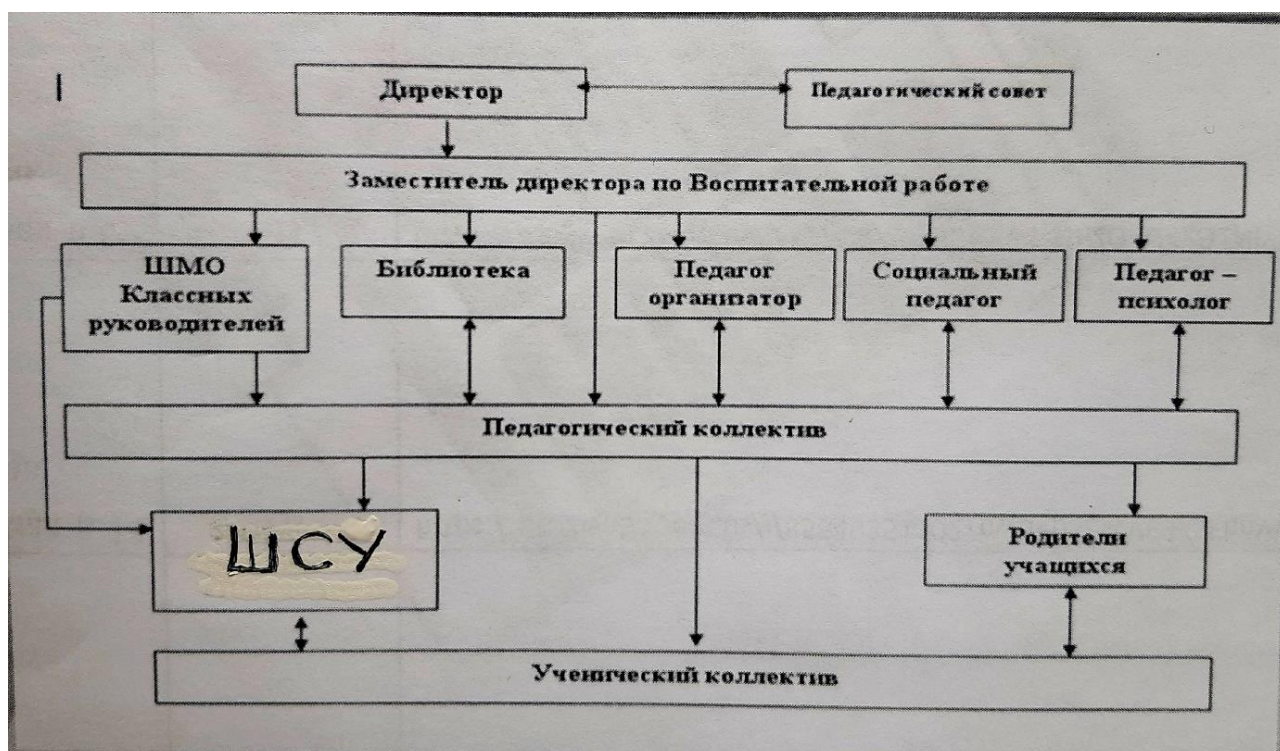 Директор
Педагогический совет
Заместитель директора по Воспитательной работе
ШМО
Классных
руководителей
Библиотека
Педагог
организатор
Социальный
педагог
Педагог –
психолог
Педагогический коллектив
ШСУ
Родители
учащихся
Ученический коллектив